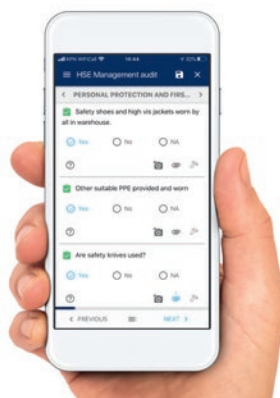 18:44
HSE Management audit
PERSONAL PROTECTION AND FIRS...
Safety shoes and high vis jackets worn by
all in warehouse.
Yes No NA
Other suitable PPE provided and worn
Yes No NA
Are safety knives used?
Yes No NA
PREVIOUS NEXT